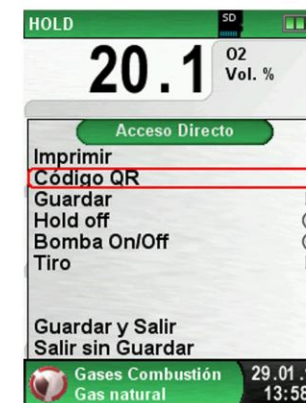 HOLD
SD
20.1
O2
Vol. %
Acceso Directo
Imprimir
Código QR
Guardar
Hold off
Bomba On/Off
Tiro
Guardar y Salir
Salir sin Guardar
Gases Combustión
29.01.
Gas natural
13:58